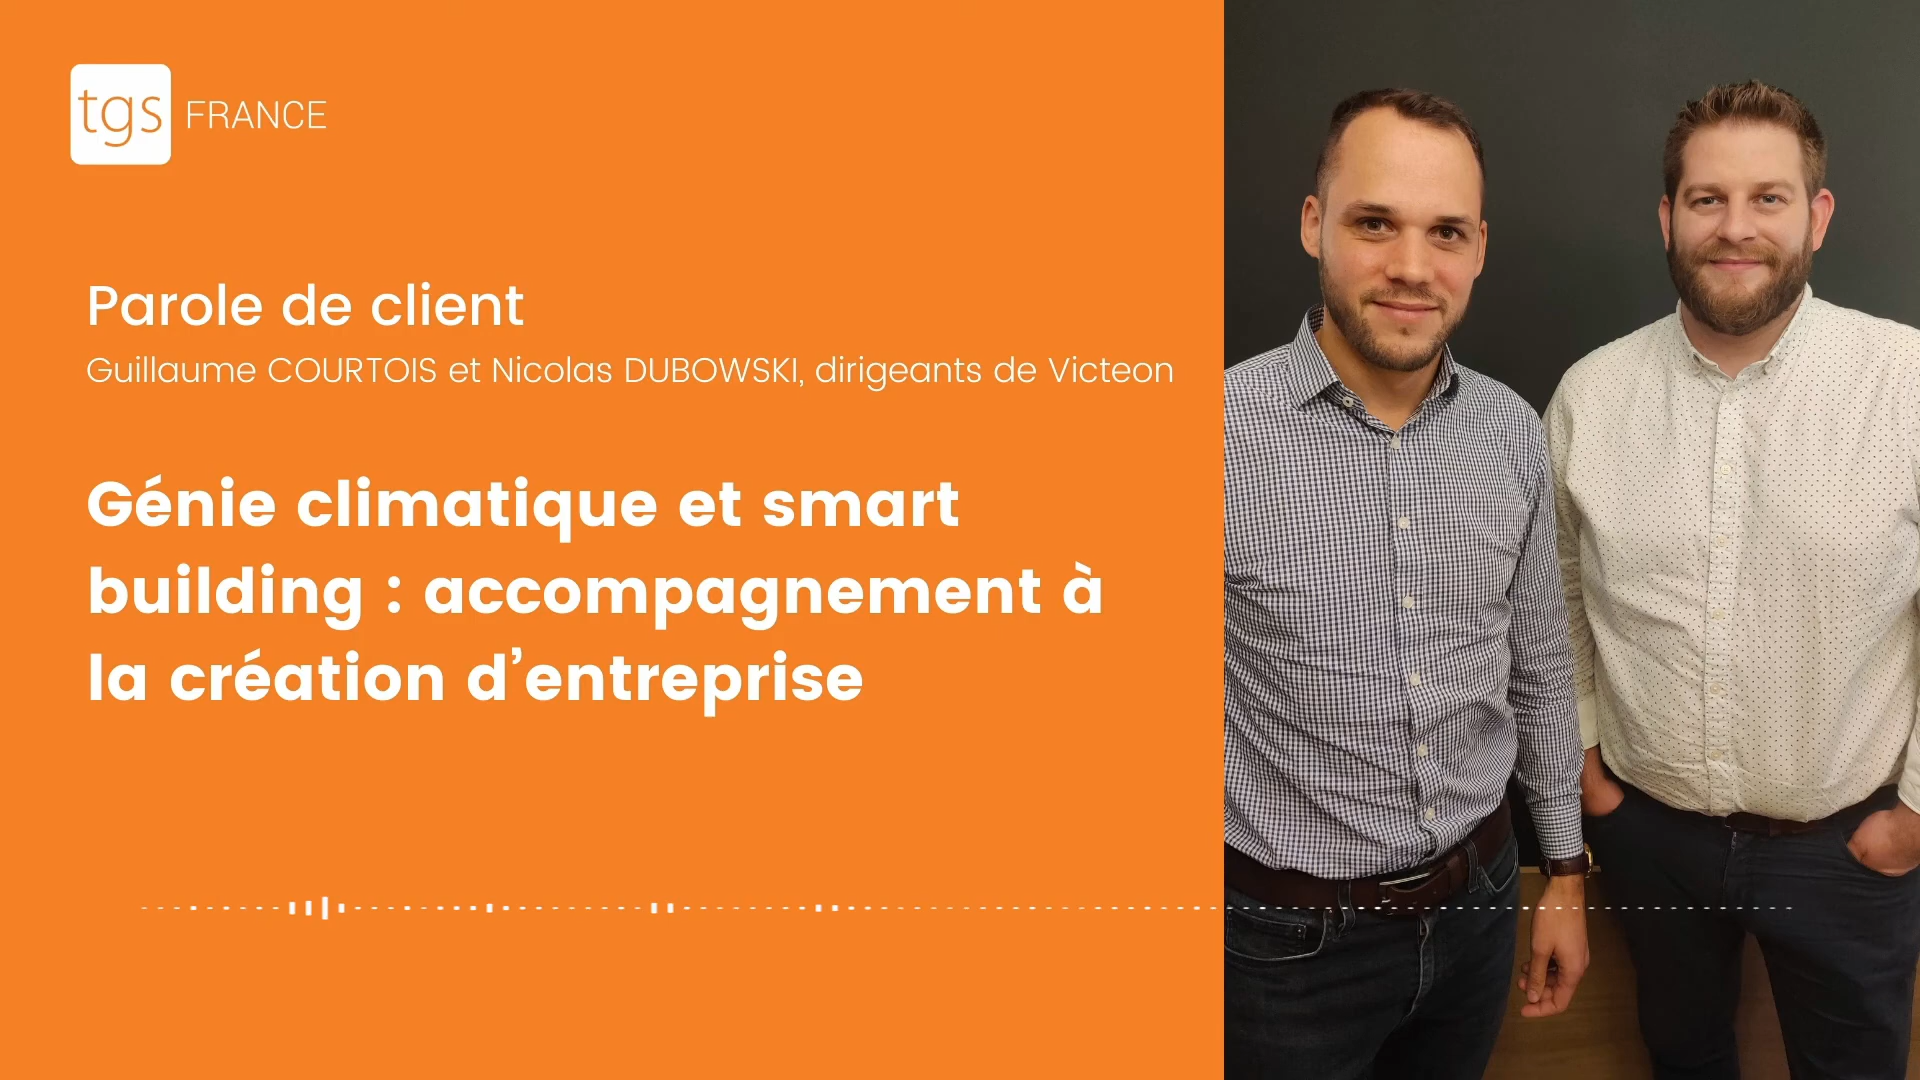 tgs FRANCE
Parole de client
Guillaume COURTOIS et Nicolas DUBOWSKI, dirigeants de Victeon
Génie climatique et smart
building : accompagnement à
la création d’entreprise